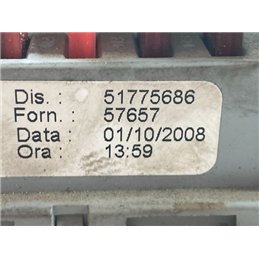 Dis. : 51775686
Forn. : 57657
Data : 01/10/2008
Ora : 13:59